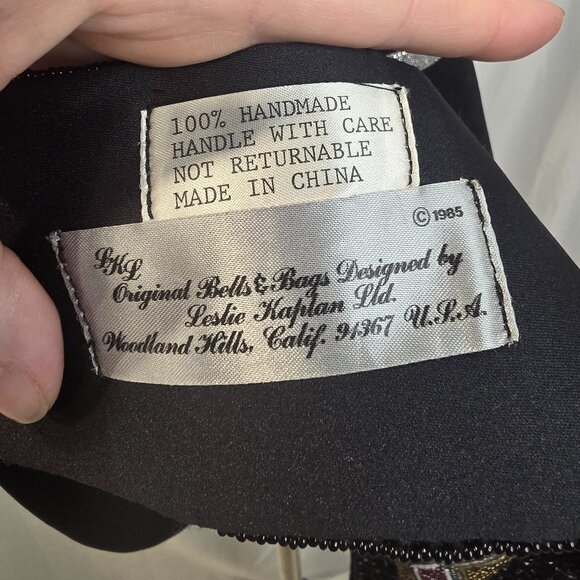 100% HANDMADE
HANDLE WITH CARE
NOT RETURNABLE
MADE IN CHINA
© 1985
LKL
Original Belts & Bags Designed by
Leslie Kaplan Ltd.
Woodland Hills, Calif. 91367 U.S.A.